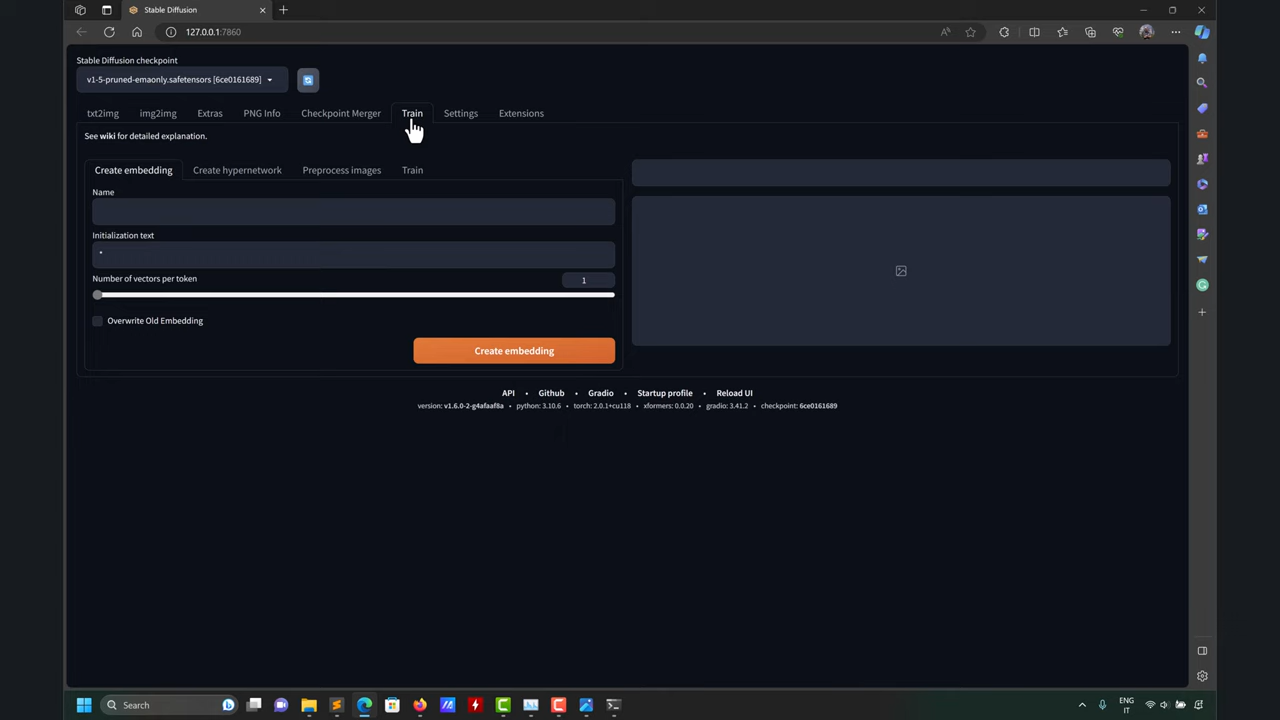 Stable Diffusion
127.0.0.1:7860
Stable Diffusion checkpoint
v1-5-pruned-emaonly.safetensors [6ce0161689]
txt2img img2img Extras PNG Info Checkpoint Merger Train Settings Extensions
See wiki for detailed explanation.
Create embedding Create hypernetwork Preprocess images Train
Name
Initialization text
*
Number of vectors per token
1
Overwrite Old Embedding
Create embedding
API • Github • Gradio • Startup profile • Reload UI
version: v1.6.0-2-g4afaaf8a • python: 3.10.6 • torch: 2.0.1+cu118 • xformers: 0.0.20 • gradio: 3.41.2 • checkpoint: 6ce0161689
Search
ENG
IT